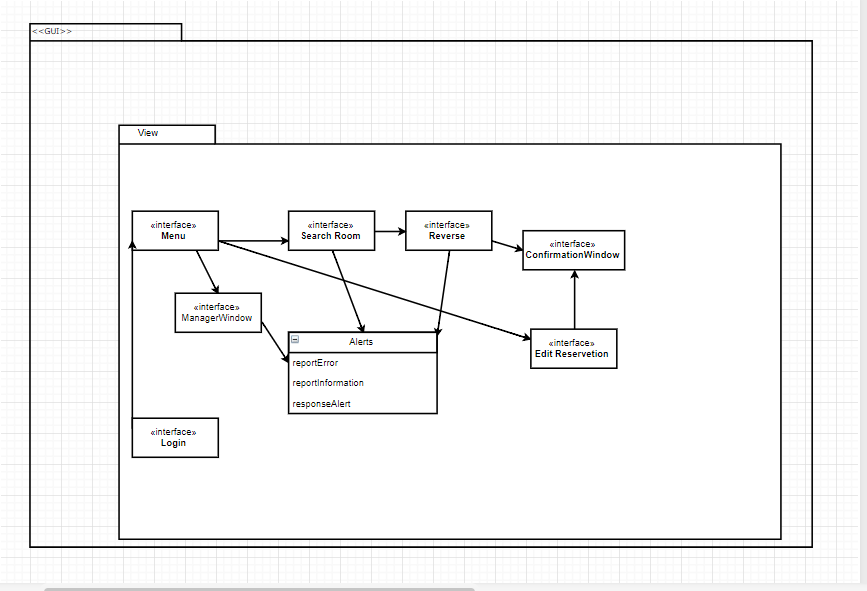 <<GUI>>
View
«interface»
Menu
«interface»
Search Room
«interface»
Reverse
«interface»
ConfirmationWindow
«interface»
ManagerWindow
Alerts
reportError
reportInformation
responseAlert
«interface»
Edit Reservetion
«interface»
Login